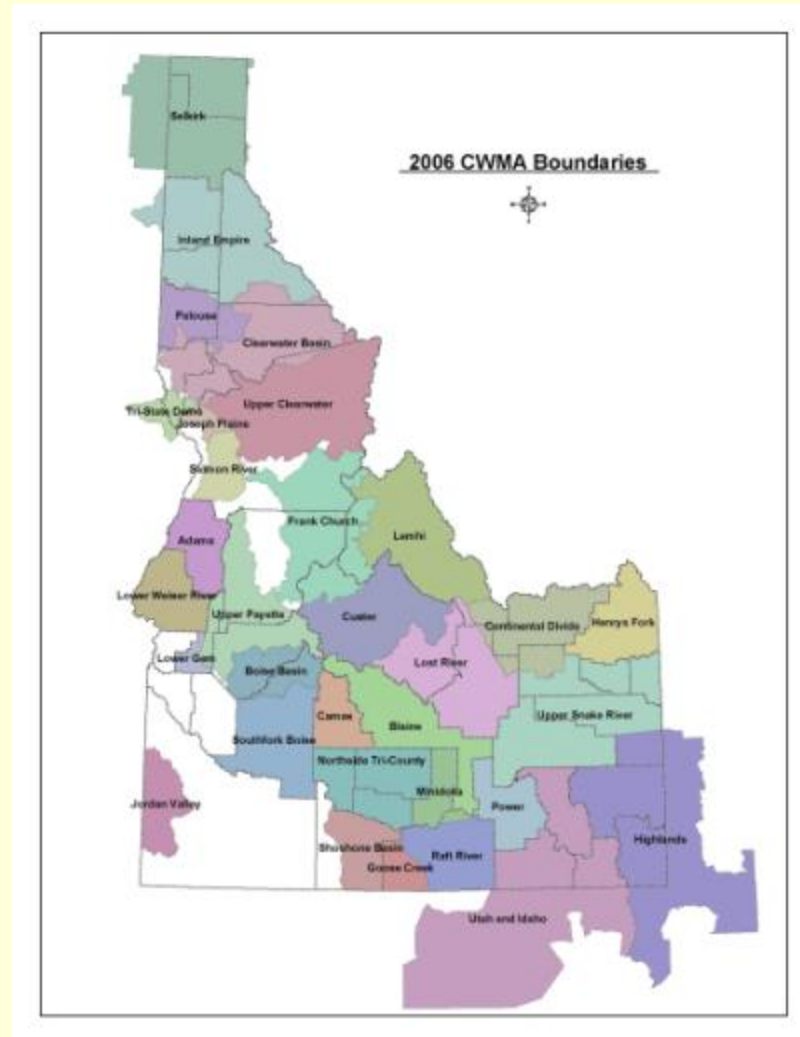 2006 CWMA Boundaries
Selkirk
Inland Empire
Palouse
Clearwater Basin
Upper Clearwater
Tri-State Demo
Joseph Plains
Salmon River
Frank Church
Lemhi
Adams
Lower Weiser River
Upper Payette
Custer
Continental Divide
Henrys Fork
Lower Gem
Boise Basin
Lost River
Camas
Blaine
Upper Snake River
Southfork Boise
Northside Tri-County
Minidoka
Power
Jordan Valley
Shoshone Basin
Goose Creek
Raft River
Highlands
Utah and Idaho